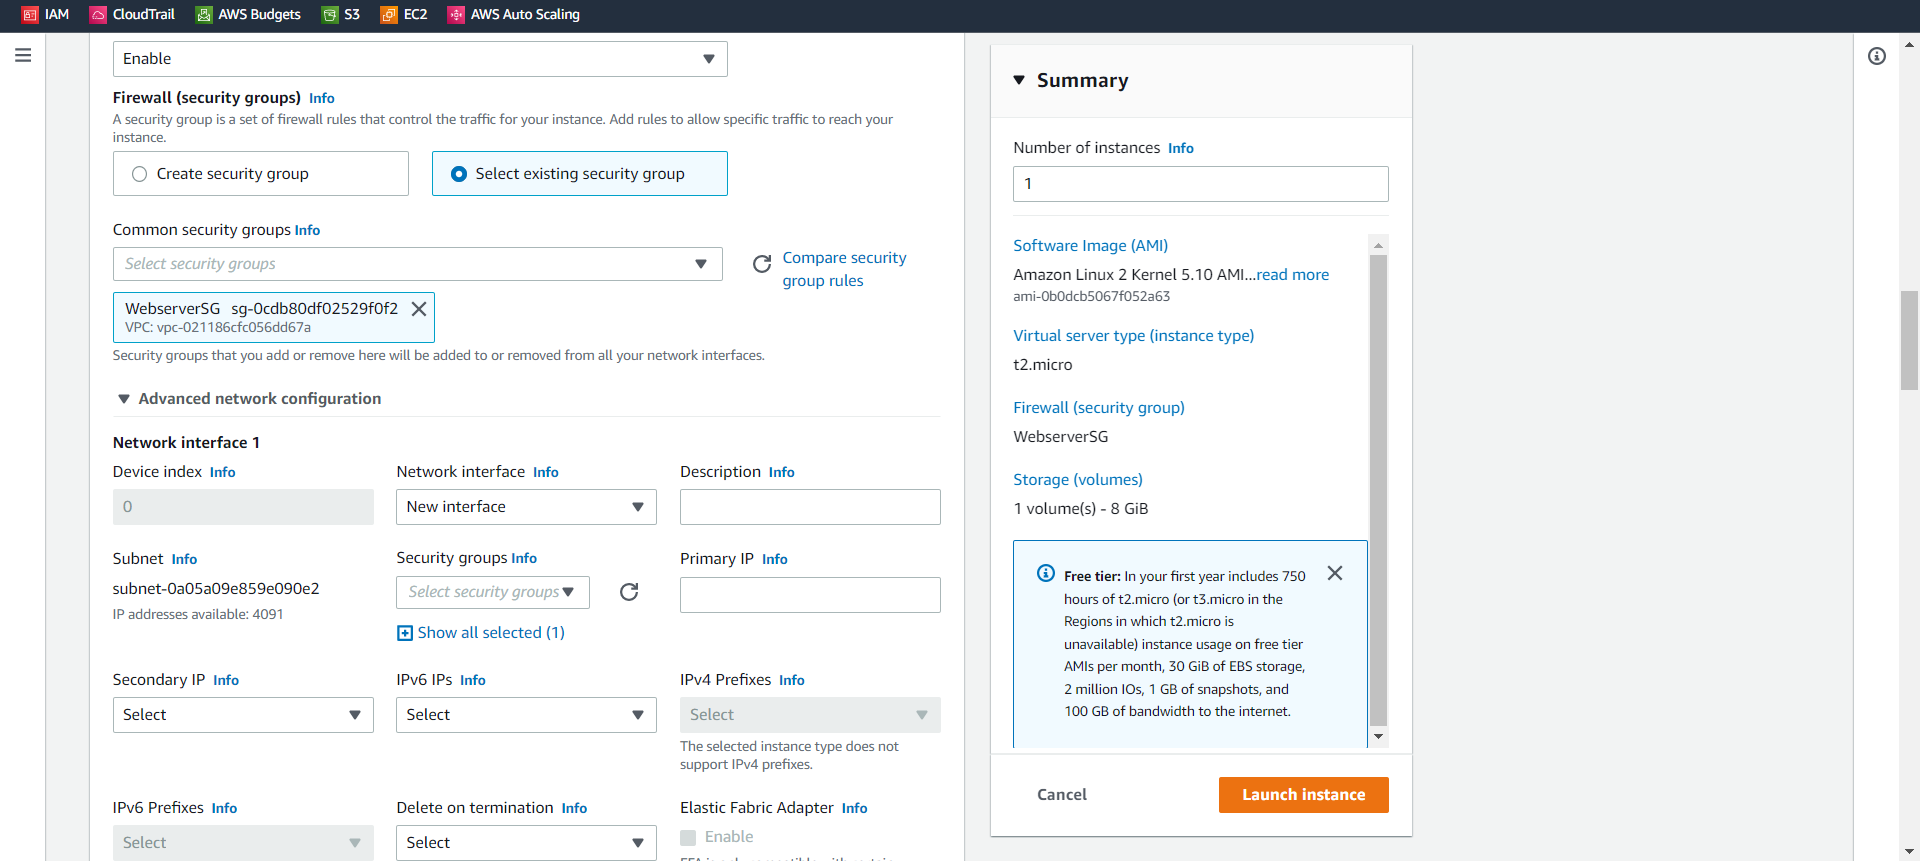 IAM CloudTrail AWS Budgets S3 EC2 AWS Auto Scaling
Enable
Firewall (security groups) Info
A security group is a set of firewall rules that control the traffic for your instance. Add rules to allow specific traffic to reach your
instance.
Create security group
Select existing security group
Common security groups Info
Select security groups
Compare security
group rules
WebserverSG sg-0cdb80df02529f0f2
VPC: vpc-021186cfc056dd67a
Security groups that you add or remove here will be added to or removed from all your network interfaces.
Advanced network configuration
Network interface 1
Device index Info
0
Network interface Info
New interface
Description Info
Subnet Info
subnet-0a05a09e859e090e2
IP addresses available: 4091
Security groups Info
Select security groups
Show all selected (1)
Primary IP Info
Secondary IP Info
Select
IPv6 IPs Info
Select
IPv4 Prefixes Info
Select
The selected instance type does not
support IPv4 prefixes.
IPv6 Prefixes Info
Select
Delete on termination Info
Select
Elastic Fabric Adapter Info
Enable
Summary
Number of instances Info
1
Software Image (AMI)
Amazon Linux 2 Kernel 5.10 AMI...read more
ami-0b0dcb5067f052a63
Virtual server type (instance type)
t2.micro
Firewall (security group)
WebserverSG
Storage (volumes)
1 volume(s) - 8 GiB
Free tier: In your first year includes 750
hours of t2.micro (or t3.micro in the
Regions in which t2.micro is
unavailable) instance usage on free tier
AMIs per month, 30 GiB of EBS storage,
2 million IOs, 1 GB of snapshots, and
100 GB of bandwidth to the internet.
Cancel
Launch instance